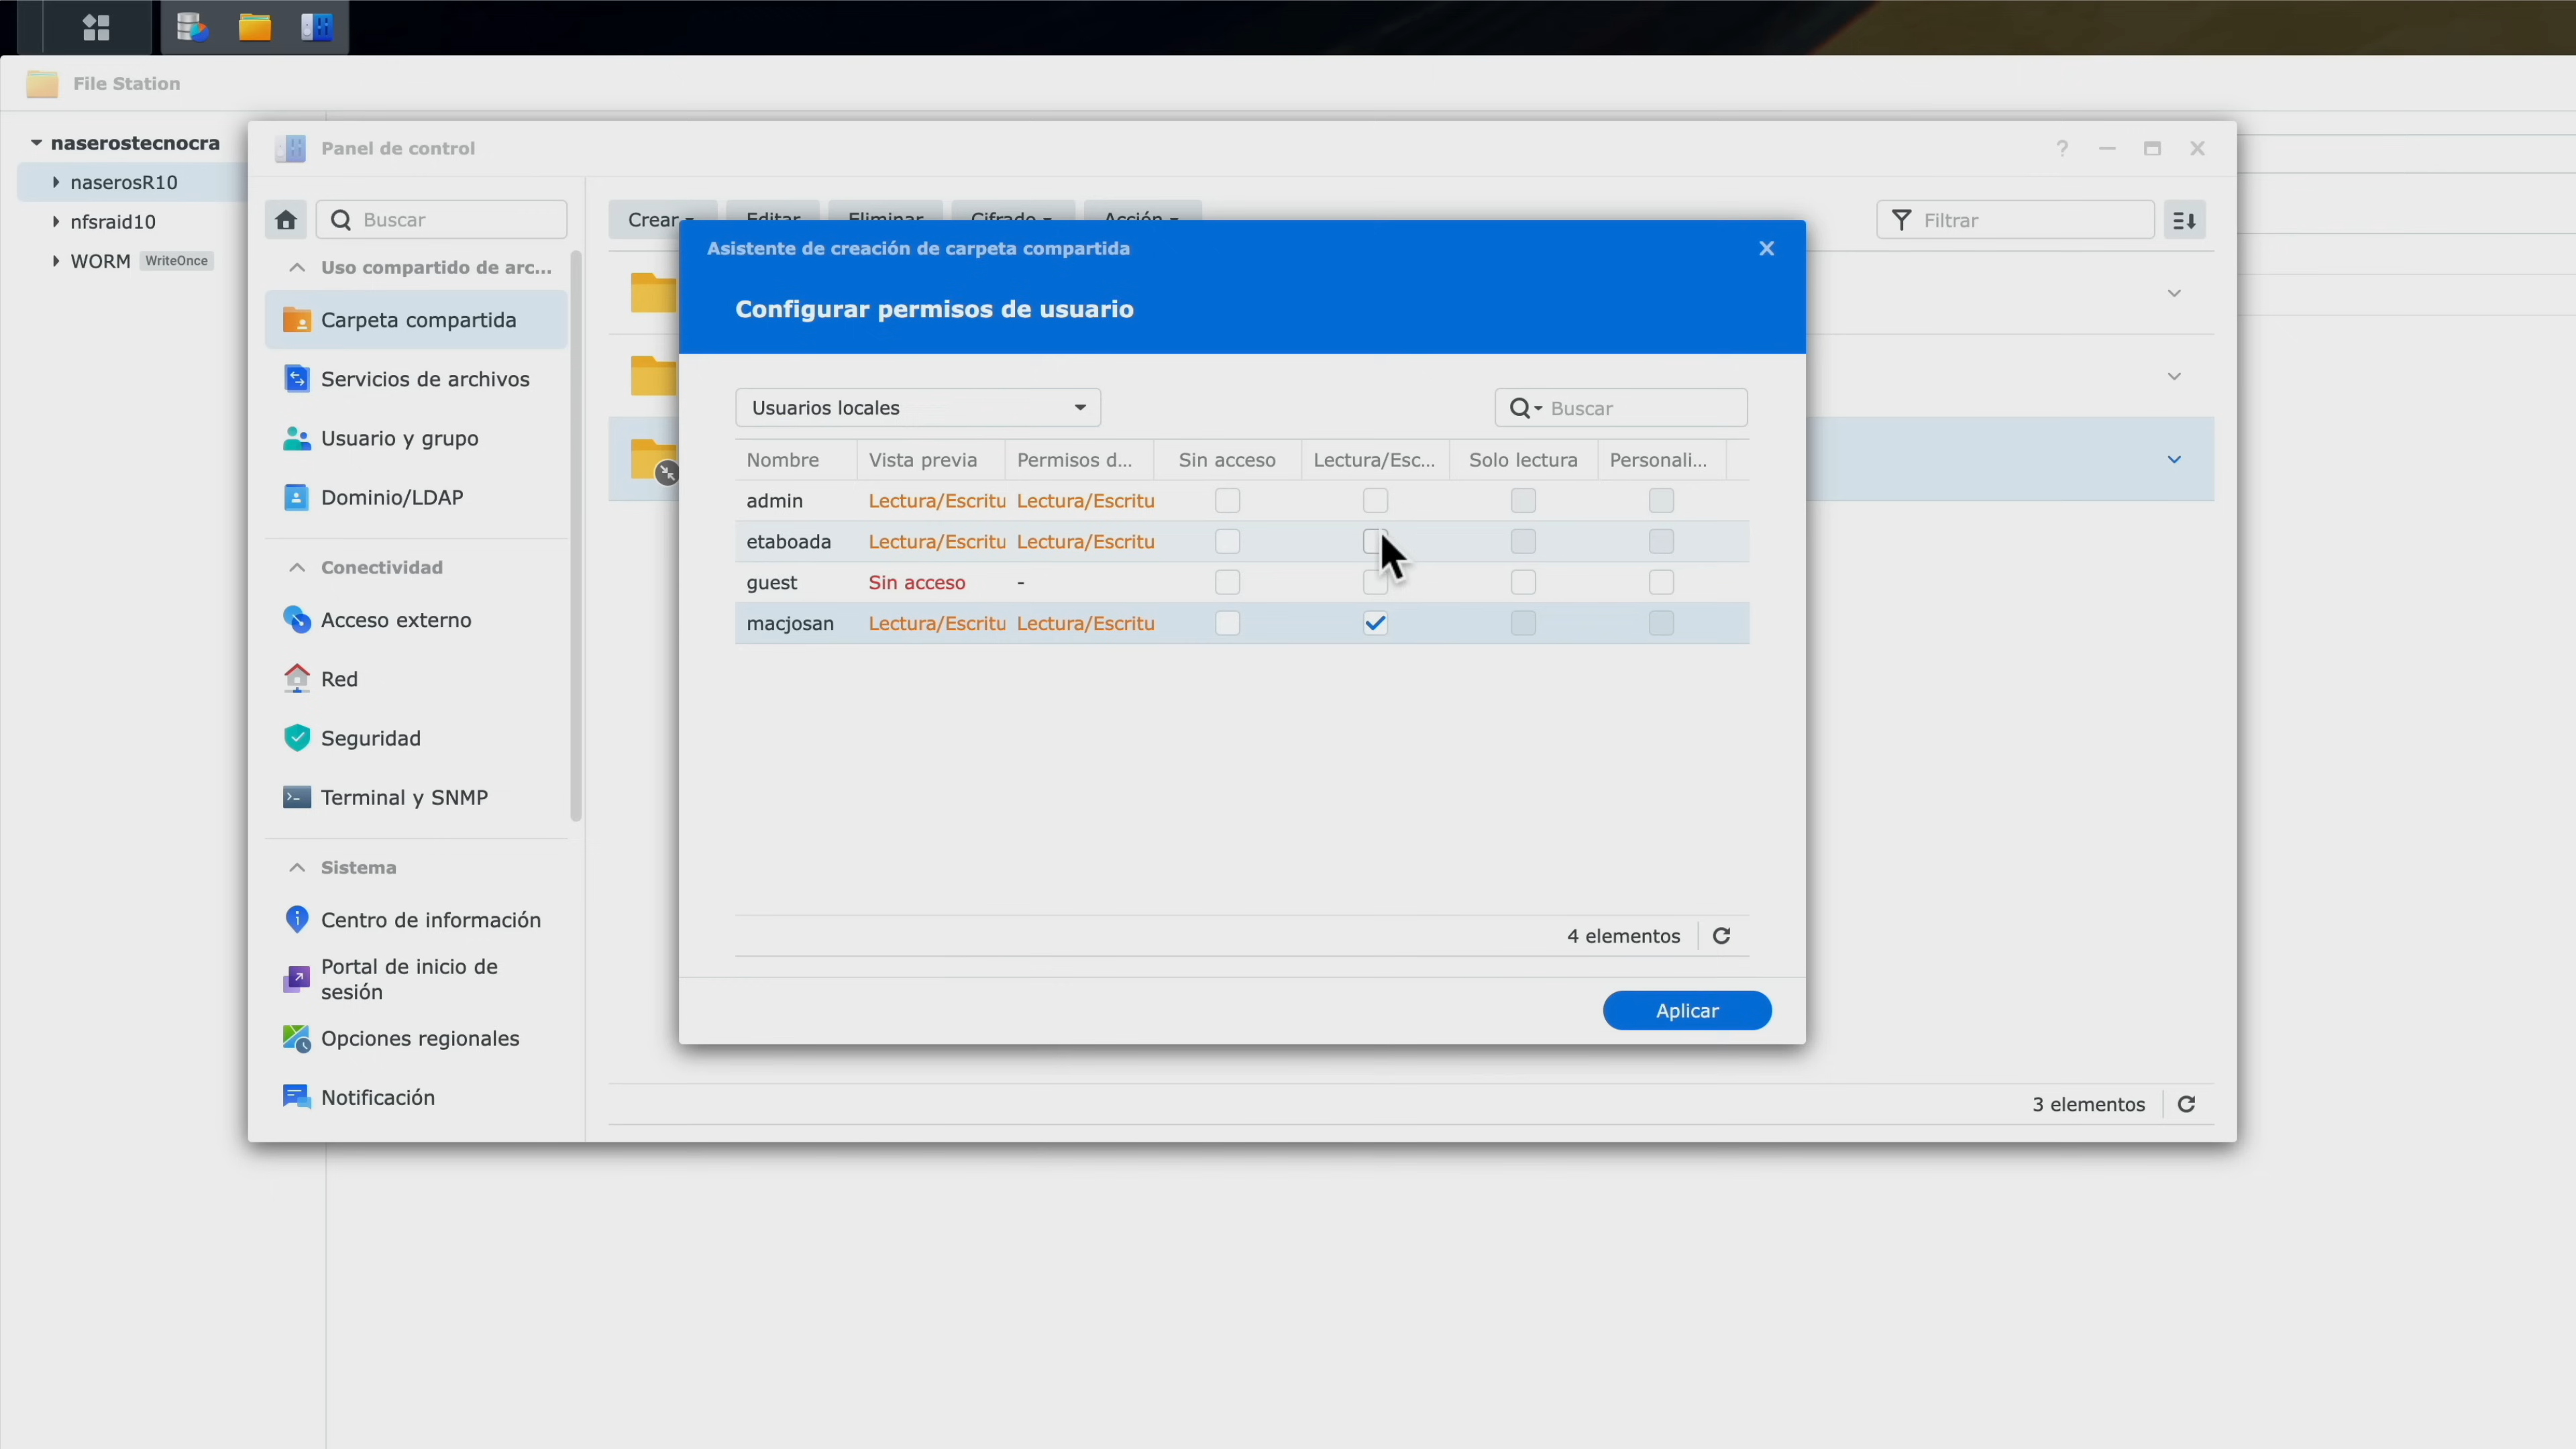 File Station
naserostecnocra
naserosR10
nfsraid10
WORM WriteOnce
Panel de control
Buscar
Uso compartido de arc...
Carpeta compartida
Servicios de archivos
Usuario y grupo
Dominio/LDAP
Conectividad
Acceso externo
Red
Seguridad
Terminal y SNMP
Sistema
Centro de información
Portal de inicio de
sesión
Opciones regionales
Notificación
Crear Editar Eliminar Cifrado Acción
Filtrar
Asistente de creación de carpeta compartida
Configurar permisos de usuario
Usuarios locales
Buscar
Nombre Vista previa Permisos d... Sin acceso Lectura/Esc... Solo lectura Personali...
admin Lectura/Escritu Lectura/Escritu
etaboada Lectura/Escritu Lectura/Escritu
guest Sin acceso -
macjosan Lectura/Escritu Lectura/Escritu
4 elementos
Aplicar
3 elementos